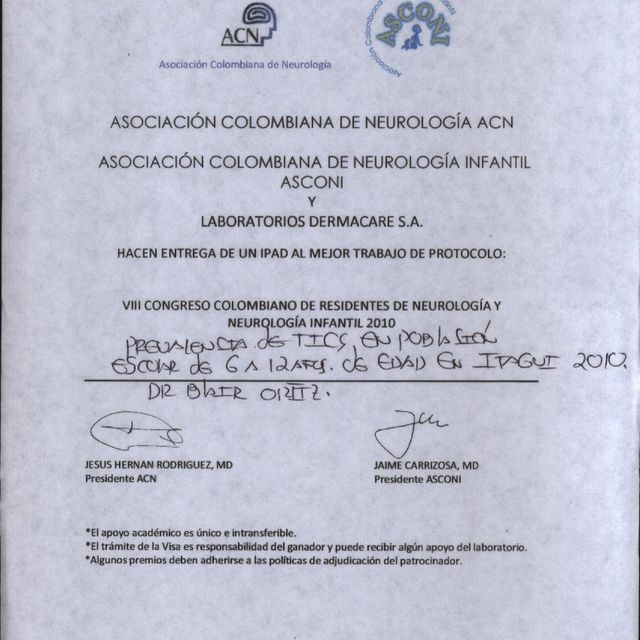 ACN
Asociación Colombiana de Neurología
ASCONI
ASOCIACIÓN COLOMBIANA DE NEUROLOGÍA ACN
ASOCIACIÓN COLOMBIANA DE NEUROLOGÍA INFANTIL
ASCONI
Y
LABORATORIOS DERMACARE S.A.
HACEN ENTREGA DE UN IPAD AL MEJOR TRABAJO DE PROTOCOLO:
VIII CONGRESO COLOMBIANO DE RESIDENTES DE NEUROLOGÍA Y
NEUROLOGÍA INFANTIL 2010
PREVALENCIA de TICS EN POBLACIÓN
ESCOLAR de 6 A 12 AÑOS. de EDAD EN ITAGUI 2010.
DR BLAIR ORTIZ.
JESUS HERNAN RODRIGUEZ, MD
Presidente ACN
JAIME CARRIZOSA, MD
Presidente ASCONI
*El apoyo académico es único e intransferible.
*El trámite de la Visa es responsabilidad del ganador y puede recibir algún apoyo del laboratorio.
*Algunos premios deben adherirse a las políticas de adjudicación del patrocinador.